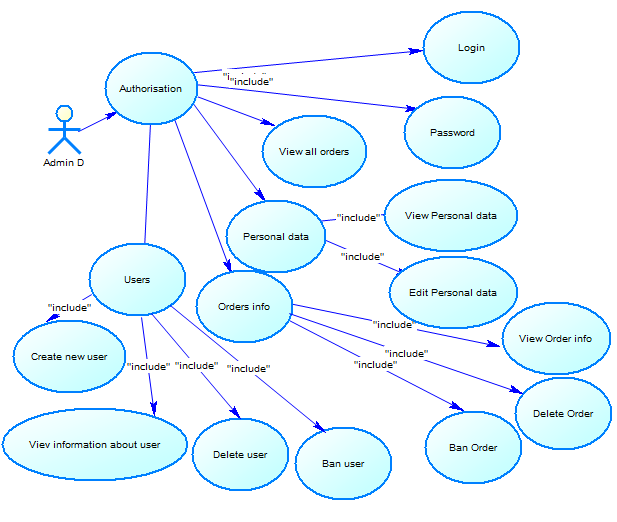 Login
Authorisation
"include"
"include"
Password
Admin D
View all orders
View Personal data
"include"
Personal data
"include"
Users
Edit Personal data
Orders info
"include"
"include"
View Order info
Create new user
"include"
"include"
"include"
"include"
"include"
Delete Order
Viev information about user
Delete user
Ban user
Ban Order